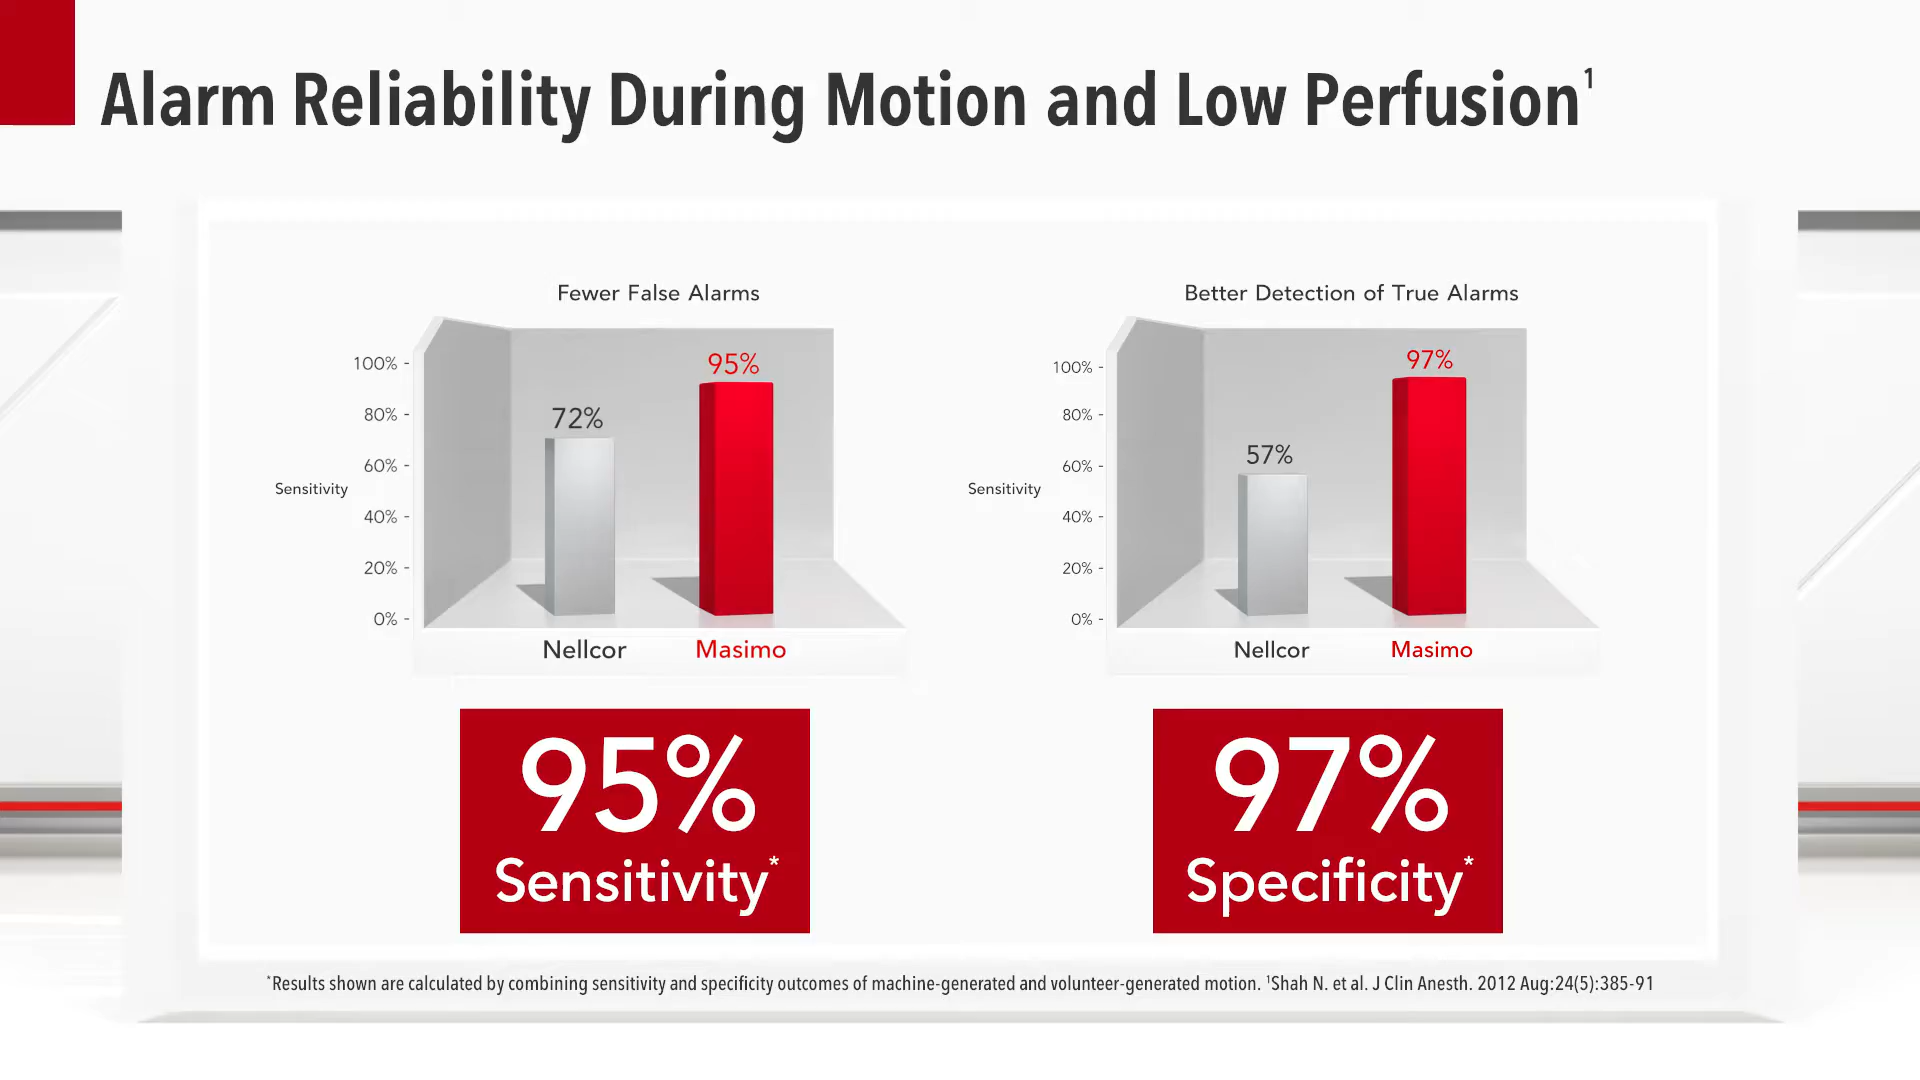 Alarm Reliability During Motion and Low Perfusion¹
Fewer False Alarms
100%
80%
60%
40%
20%
0%
Sensitivity
72%
95%
Nellcor
Masimo
95%
Sensitivity*
Better Detection of True Alarms
100%
80%
60%
40%
20%
0%
Sensitivity
57%
97%
Nellcor
Masimo
97%
Specificity*
*Results shown are calculated by combining sensitivity and specificity outcomes of machine-generated and volunteer-generated motion. ¹Shah N. et al. J Clin Anesth. 2012 Aug:24(5):385-91